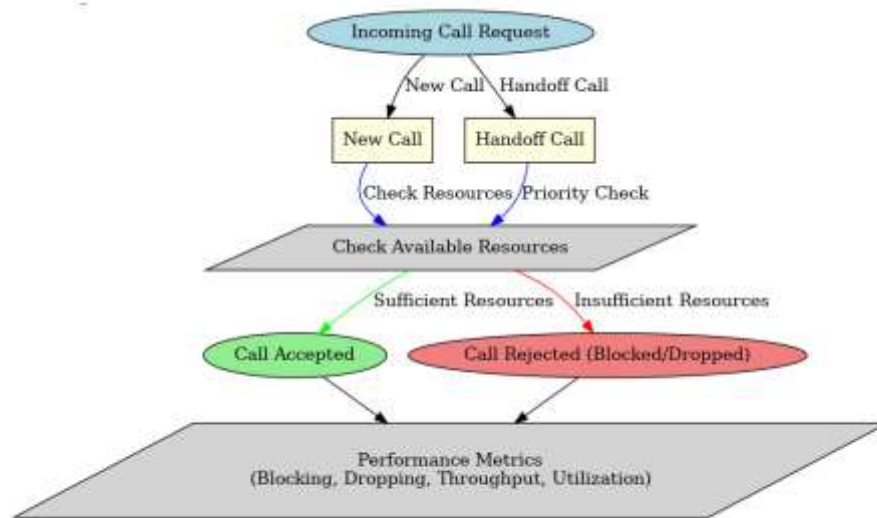 Incoming Call Request
New Call
Handoff Call
New Call
Handoff Call
Check Resources
Priority Check
Check Available Resources
Sufficient Resources
Insufficient Resources
Call Accepted
Call Rejected (Blocked/Dropped)
Performance Metrics
(Blocking, Dropping, Throughput, Utilization)